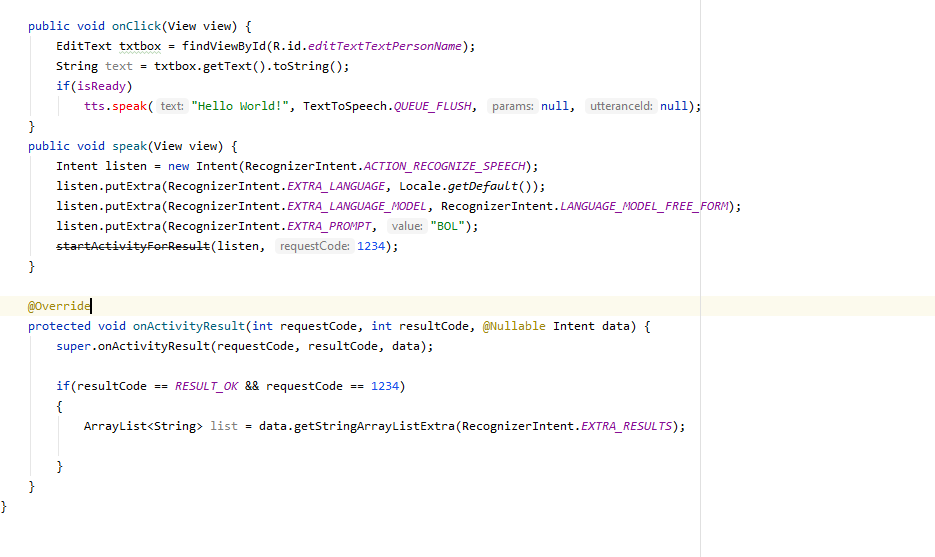 public void onClick(View view) {
EditText txtbox = findViewById(R.id.editTextTextPersonName);
String text = txtbox.getText().toString();
if(isReady)
tts.speak( text: "Hello World!", TextToSpeech.QUEUE_FLUSH, params: null, utteranceId: null);
}
public void speak(View view) {
Intent listen = new Intent(RecognizerIntent.ACTION_RECOGNIZE_SPEECH);
listen.putExtra(RecognizerIntent.EXTRA_LANGUAGE, Locale.getDefault());
listen.putExtra(RecognizerIntent.EXTRA_LANGUAGE_MODEL, RecognizerIntent.LANGUAGE_MODEL_FREE_FORM);
listen.putExtra(RecognizerIntent.EXTRA_PROMPT, value: "BOL");
startActivityForResult(listen, requestCode: 1234);
}
@Override
protected void onActivityResult(int requestCode, int resultCode, @Nullable Intent data) {
super.onActivityResult(requestCode, resultCode, data);
if(resultCode == RESULT_OK && requestCode == 1234)
{
ArrayList<String> list = data.getStringArrayListExtra(RecognizerIntent.EXTRA_RESULTS);
}
}
}